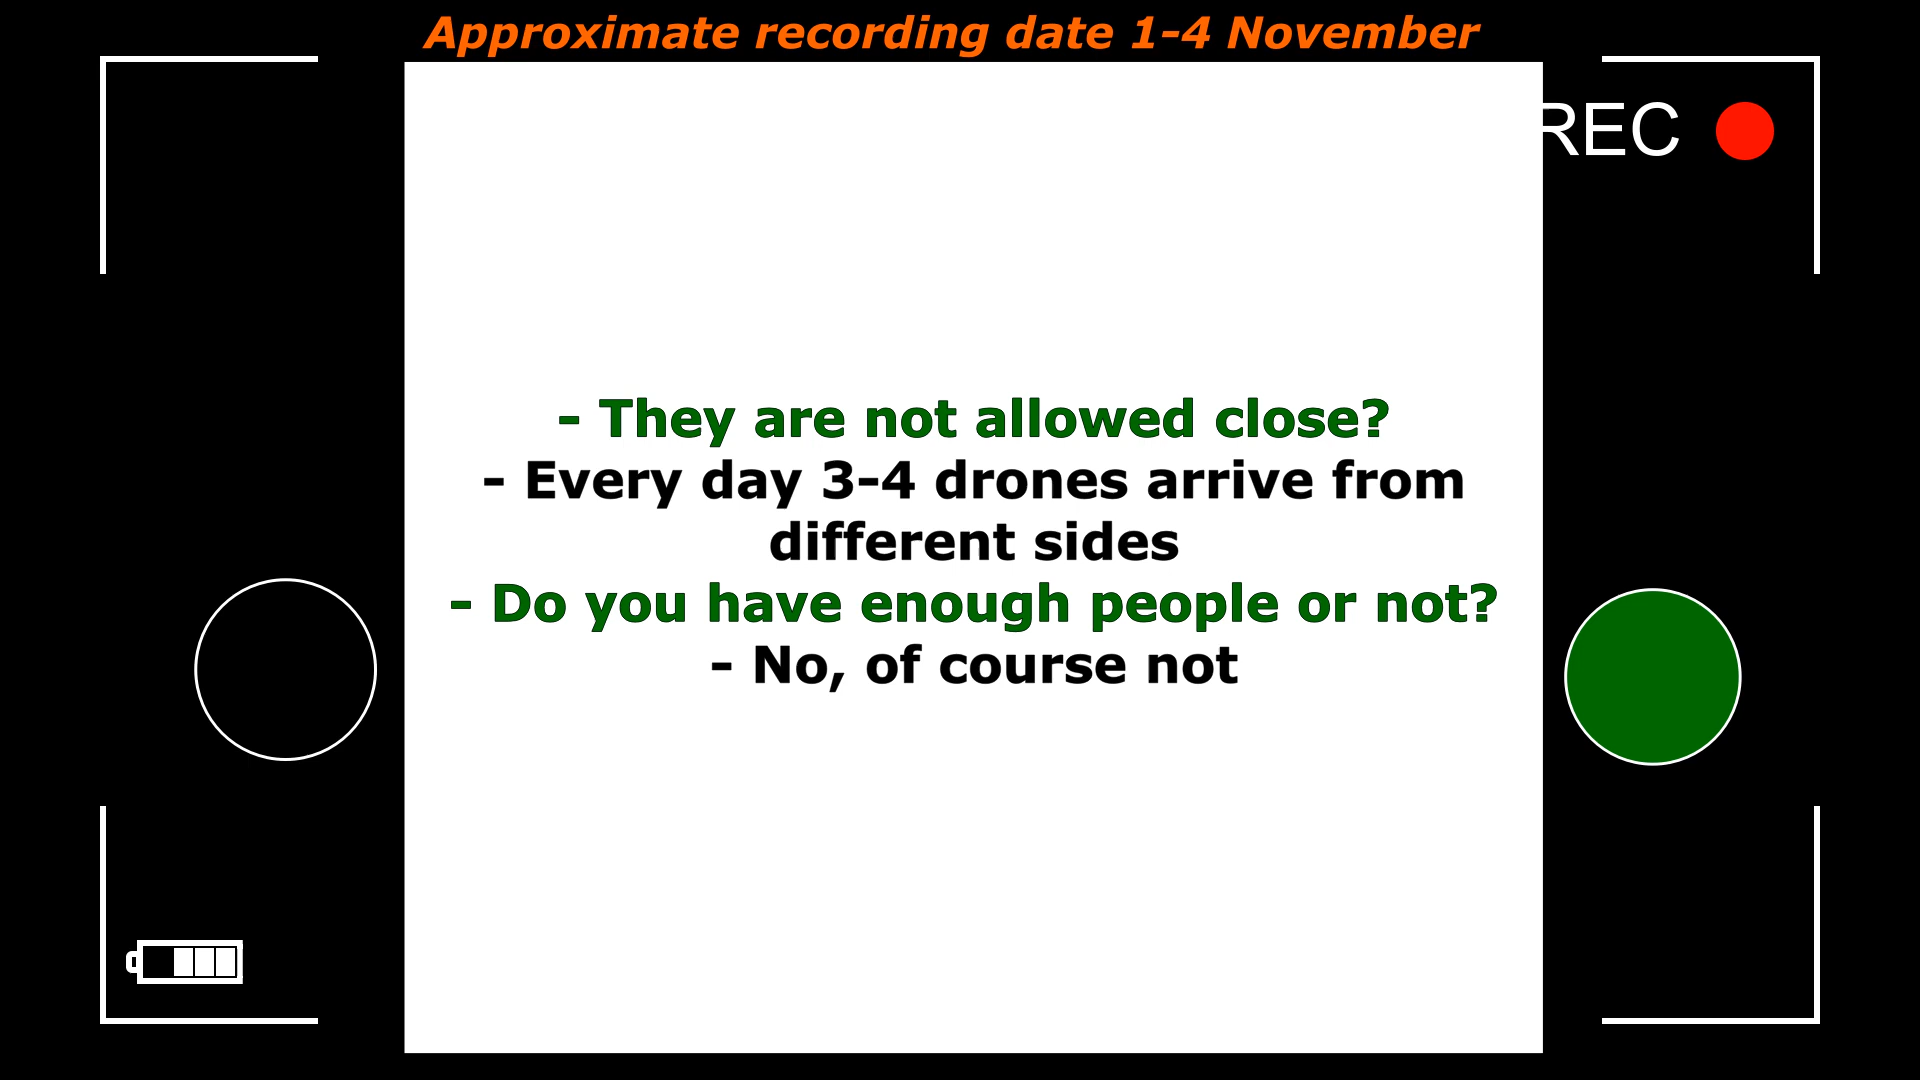 Approximate recording date 1-4 November
REC
- They are not allowed close?
- Every day 3-4 drones arrive from
different sides
- Do you have enough people or not?
- No, of course not